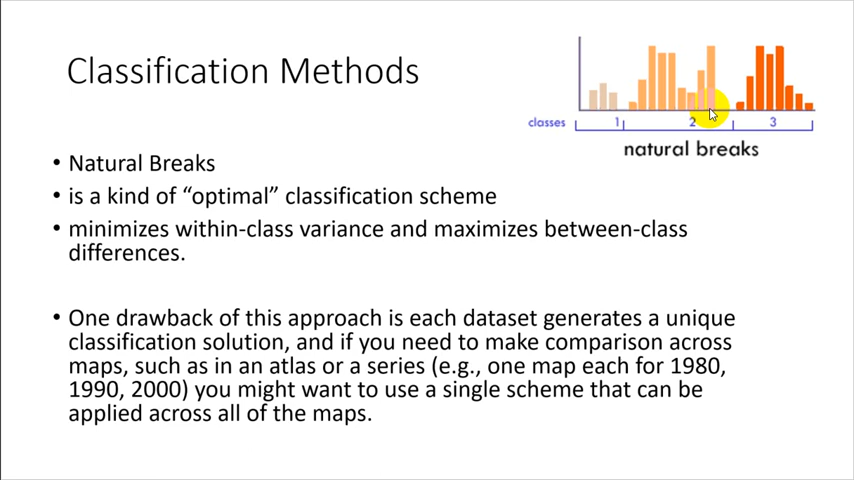 Classification Methods
classes 1 2 3
natural breaks
• Natural Breaks
• is a kind of “optimal” classification scheme
• minimizes within-class variance and maximizes between-class
differences.
• One drawback of this approach is each dataset generates a unique
classification solution, and if you need to make comparison across
maps, such as in an atlas or a series (e.g., one map each for 1980,
1990, 2000) you might want to use a single scheme that can be
applied across all of the maps.